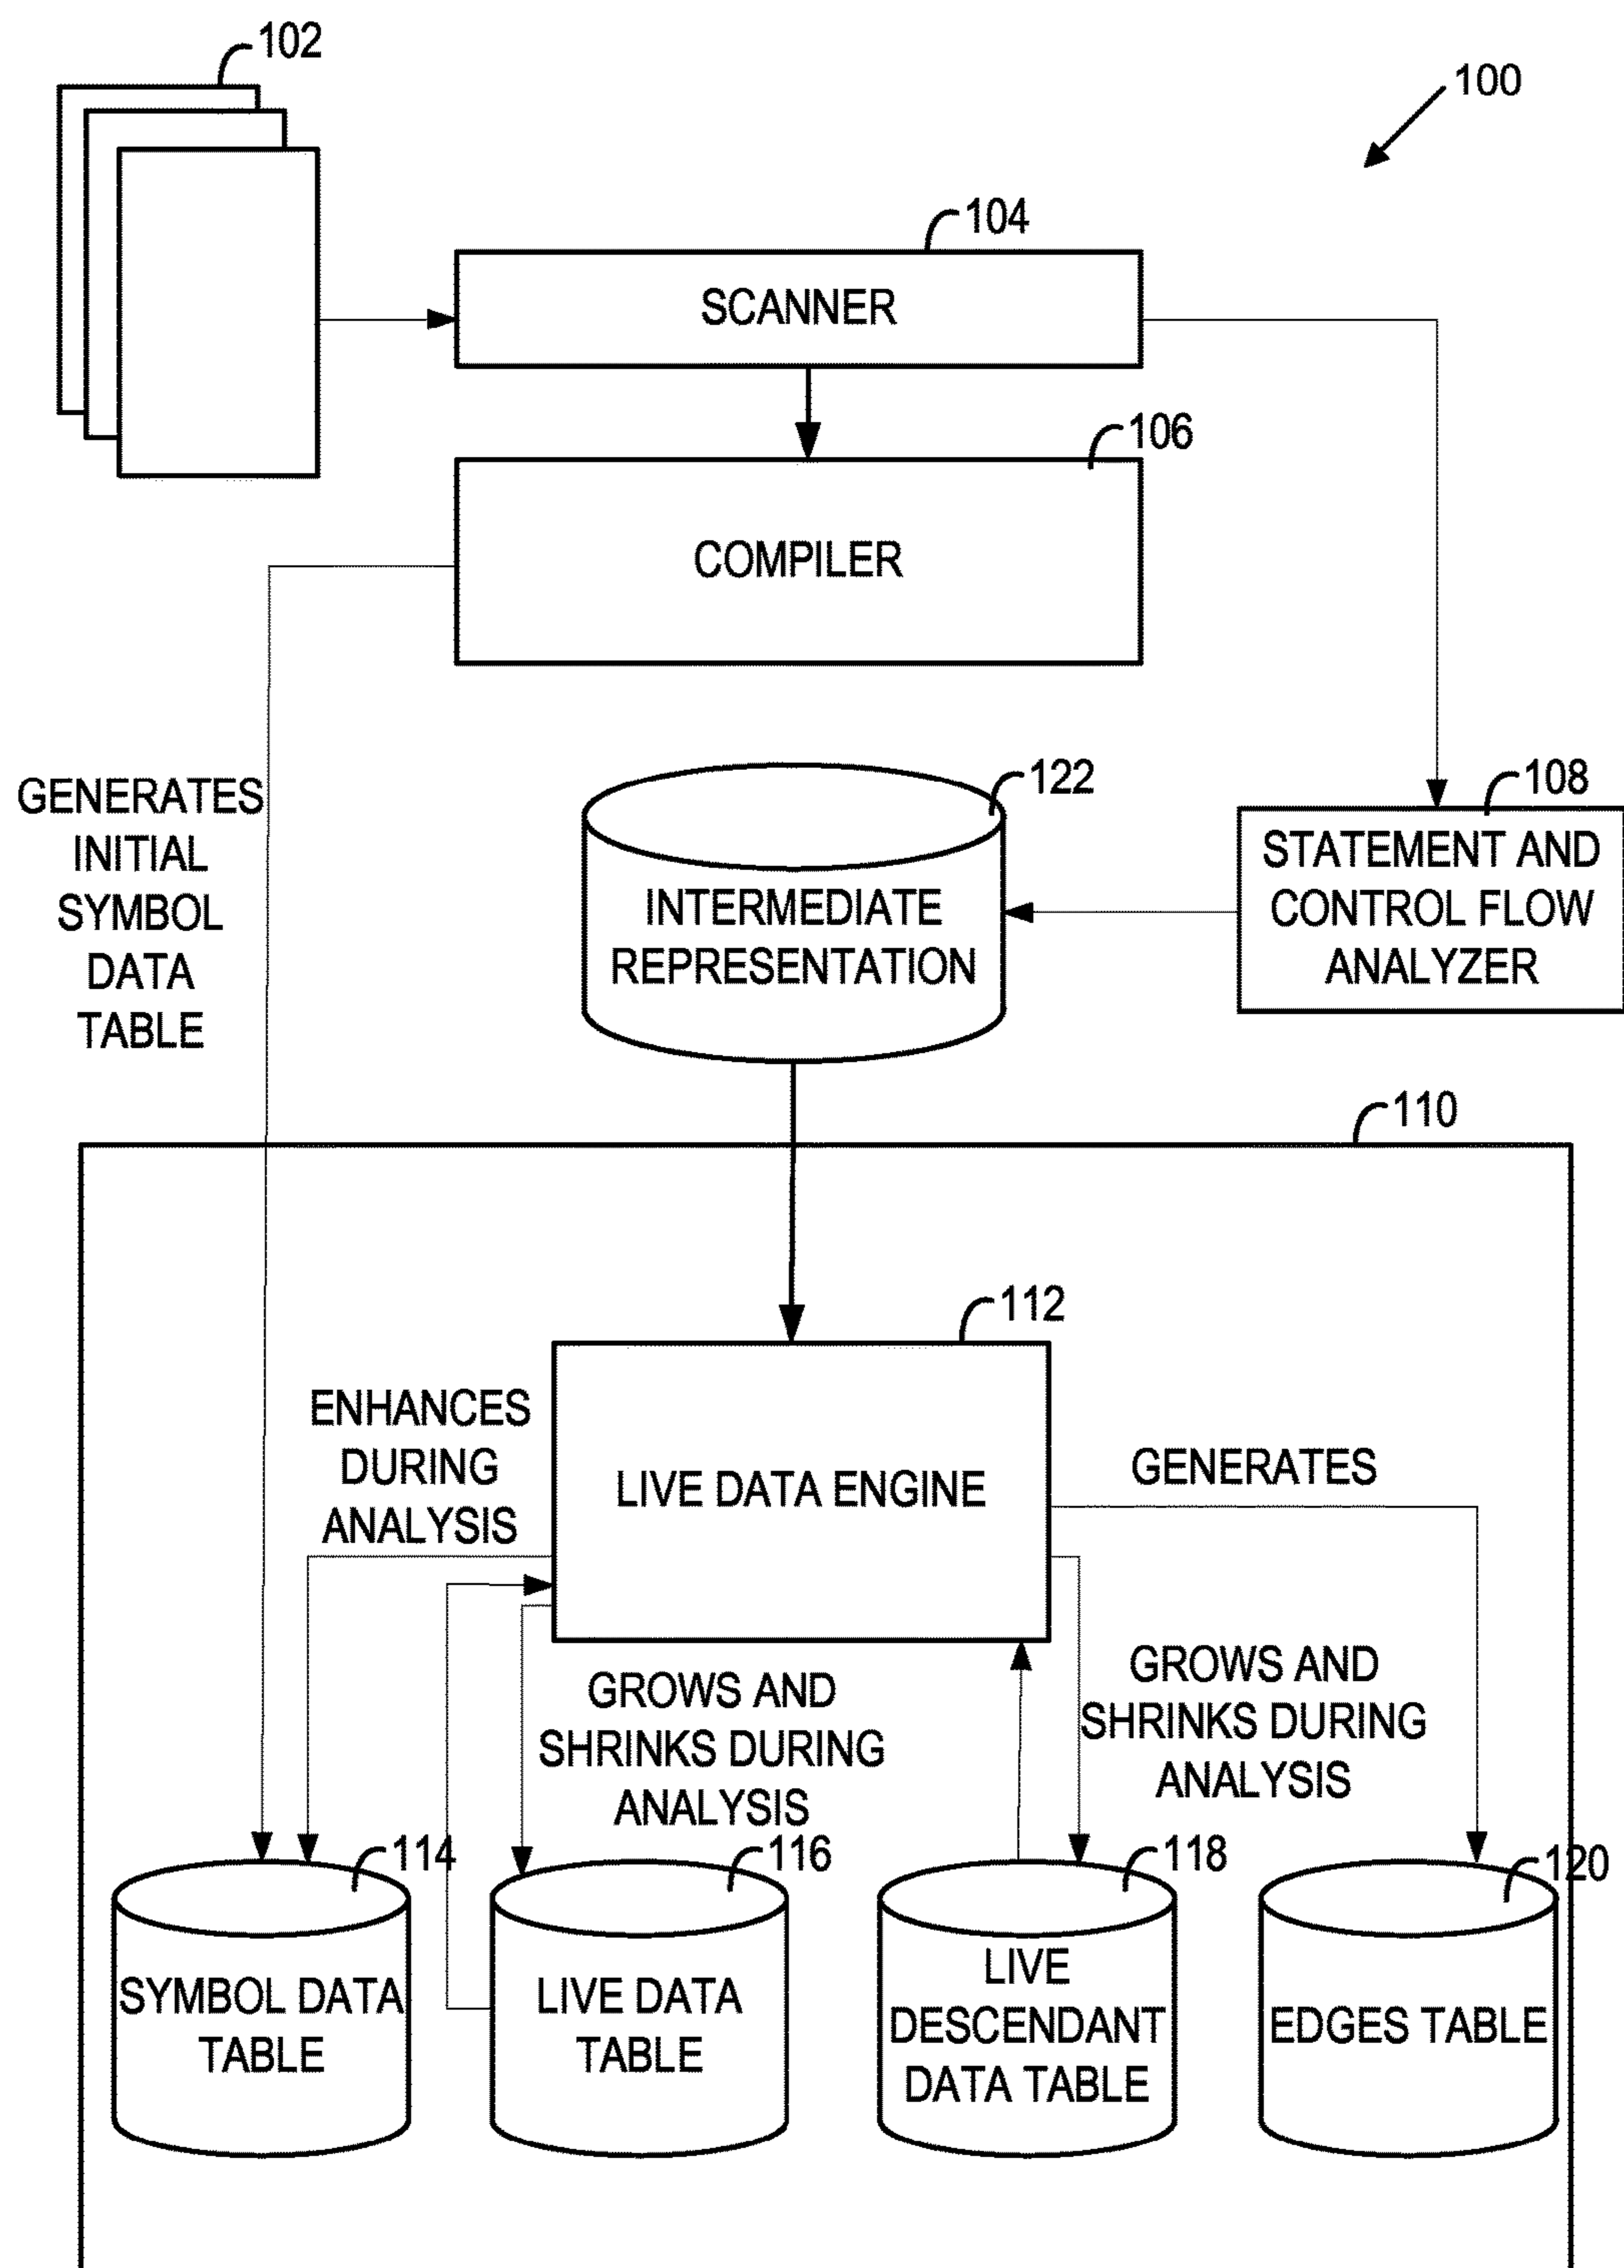 102
100
104
SCANNER
106
COMPILER
GENERATES
INITIAL
SYMBOL
DATA
TABLE
122
INTERMEDIATE
REPRESENTATION
108
STATEMENT AND
CONTROL FLOW
ANALYZER
110
112
LIVE DATA ENGINE
ENHANCES
DURING
ANALYSIS
GENERATES
GROWS AND
SHRINKS DURING
ANALYSIS
GROWS AND
SHRINKS DURING
ANALYSIS
114
SYMBOL DATA
TABLE
116
LIVE DATA
TABLE
118
LIVE
DESCENDANT
DATA TABLE
120
EDGES TABLE